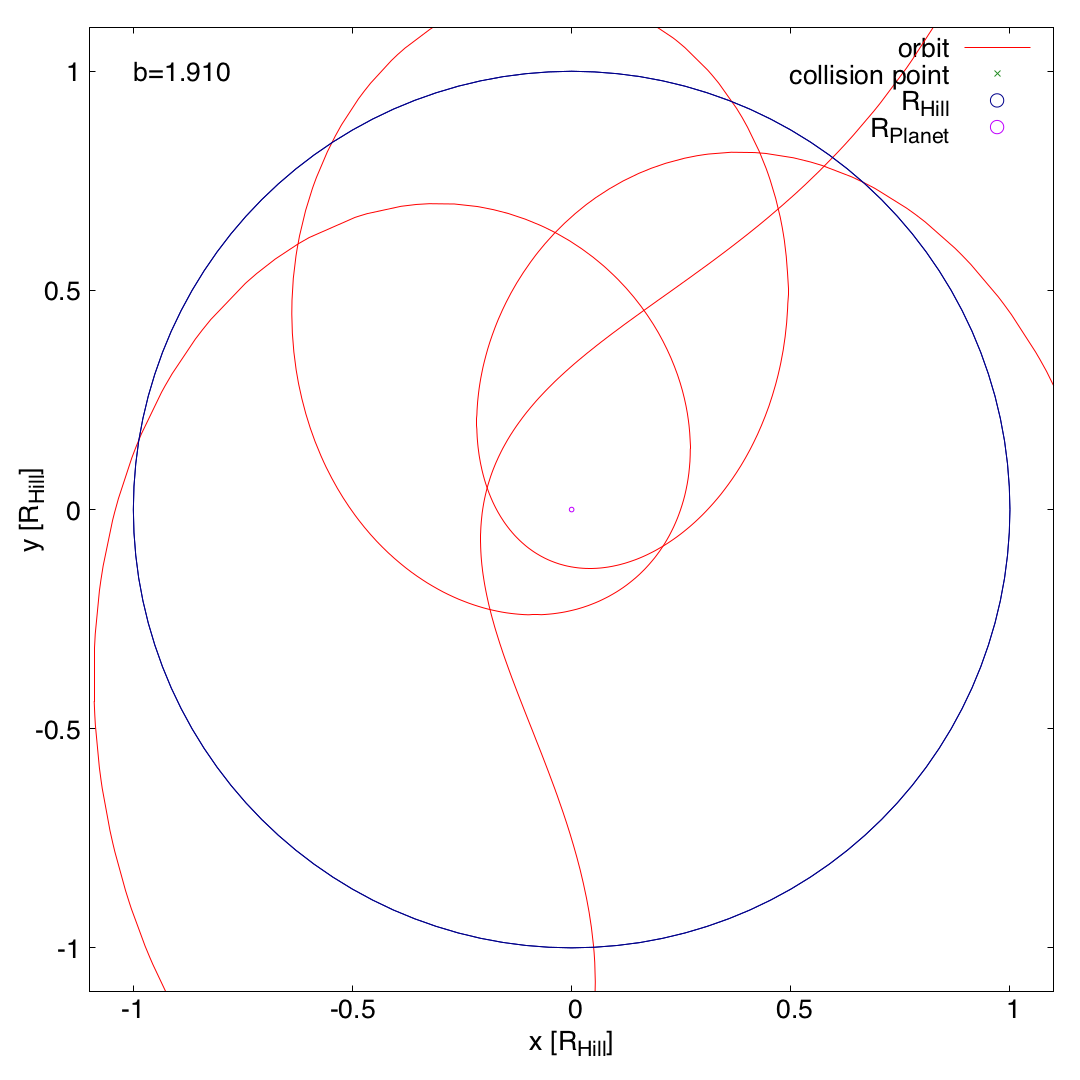 b=1.910
orbit
collision point
R_Hill
R_Planet
1
0.5
0
-0.5
-1
y [R_Hill]
-1
-0.5
0
0.5
1
x [R_Hill]